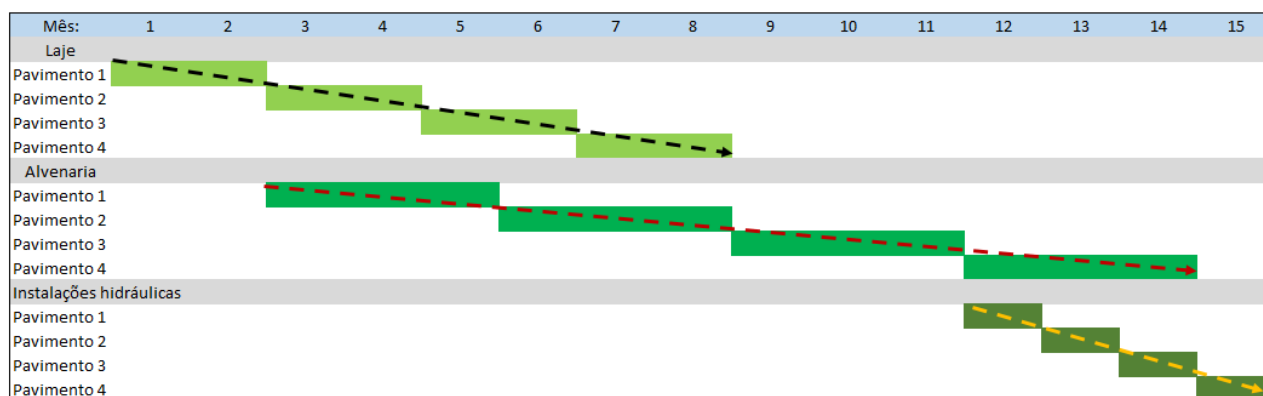 Mês: 1 2 3 4 5 6 7 8 9 10 11 12 13 14 15
Laje
Pavimento 1
Pavimento 2
Pavimento 3
Pavimento 4
Alvenaria
Pavimento 1
Pavimento 2
Pavimento 3
Pavimento 4
Instalações hidráulicas
Pavimento 1
Pavimento 2
Pavimento 3
Pavimento 4